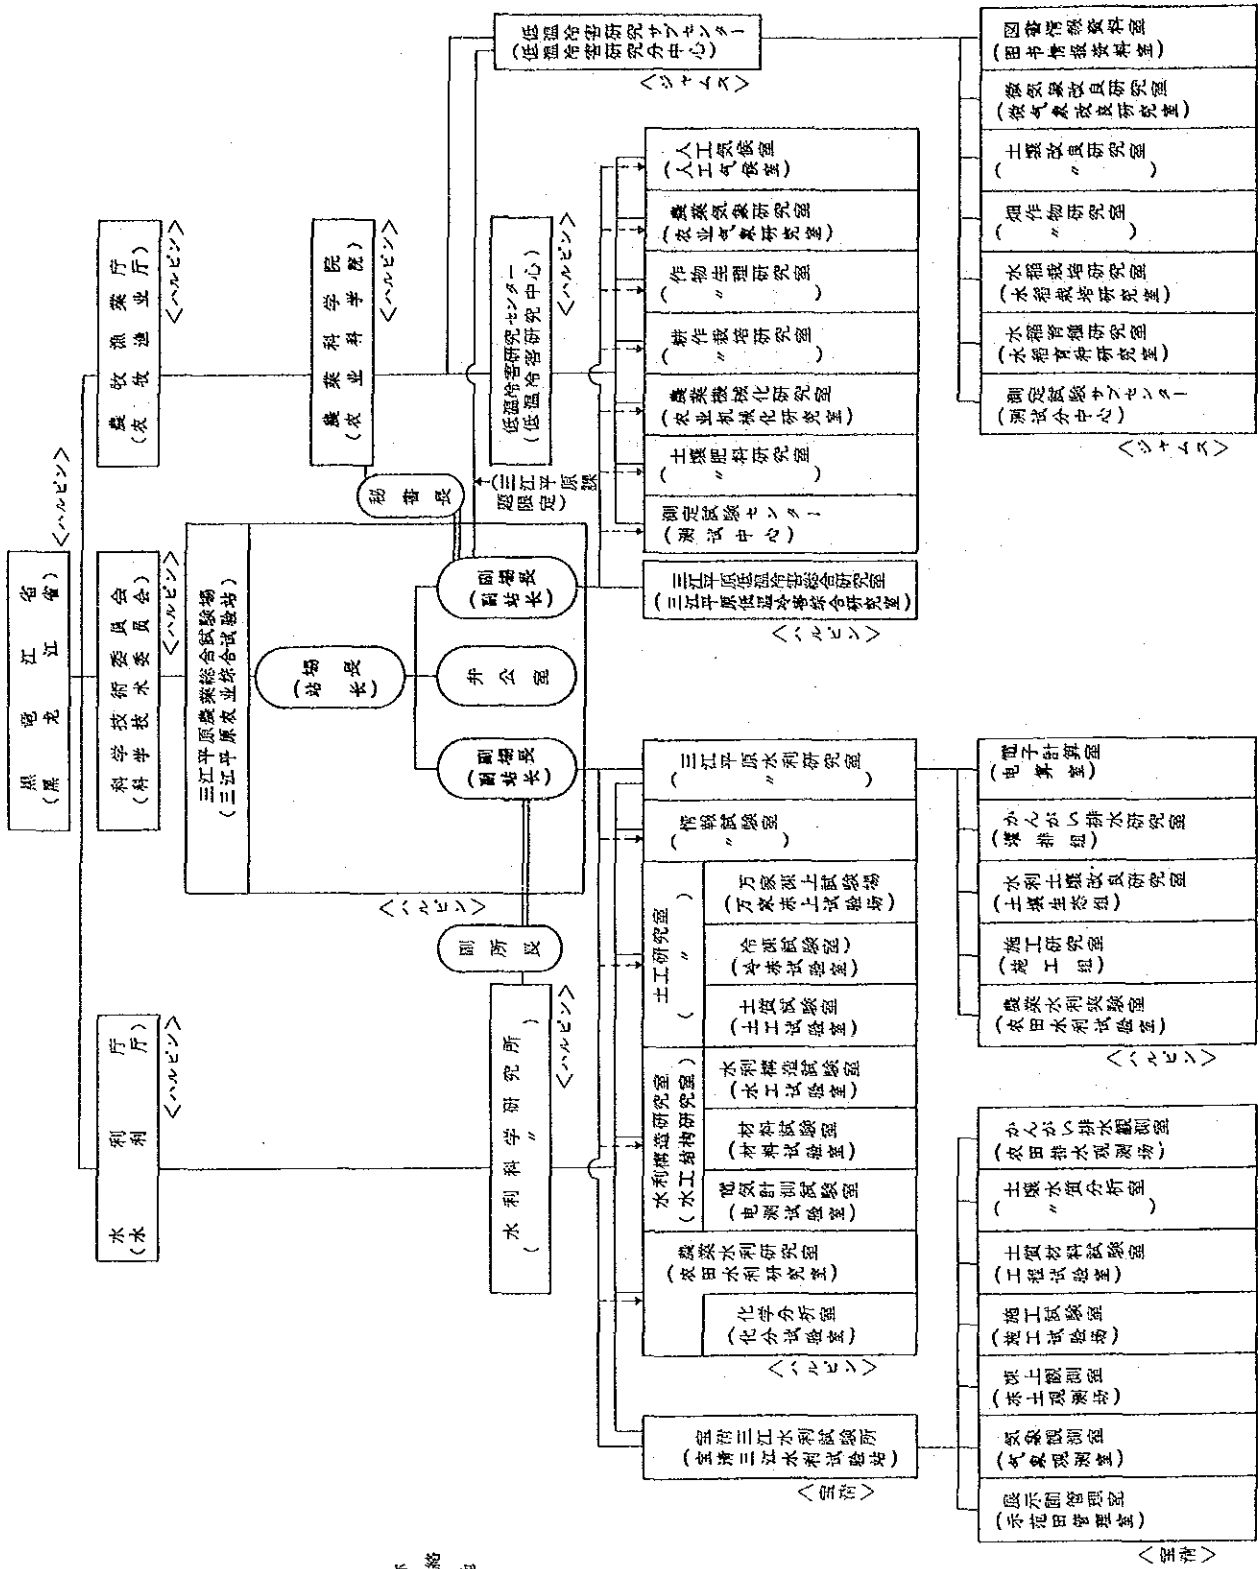 黒竜江省
(黑龙江省)
<ハルビン>
水利庁
(水利厅)
<ハルビン>
科学技術委員会
(科学技术委员会)
<ハルビン>
農牧漁業庁
(农牧渔业厅)
<ハルビン>
三江平原農業総合試験場
(三江平原农业综合试验站)
<ハルビン>
場長
(站长)
副場長
(副站长)
弁公室
副場長
(副站长)
農業科学院
(农业科学院)
<ハルビン>
秘書長
副所長
水利科学研究所
( 〃 )
<ハルビン>
低温冷害研究センター
(低温冷害研究中心)
<ハルビン>
(三江平原課
題限定)
低温冷害研究サブセンター
(低温冷害研究分中心)
<ジャムス>
宝清三江水利試験所
(宝清三江水利试验站)
<宝清>
農業水利研究室
(农田水利研究室)
化学分析室
(化分试验室)
<ハルビン>
水利構造研究室
(水工结构研究室)
電気計測試験室
(电测试验室)
材料試験室
(材料试验室)
水利構造試験室
(水工试验室)
土工研究室
( 〃 )
土質試験室
(土工试验室)
冷凍試験室)
(冷冻试验室)
万家凍上試験場
(万家冻上试验场)
情報試験室
( 〃 )
三江平原水利研究室
( 〃 )
三江平原低温冷害総合研究室
(三江平原低温冷害综合研究室)
<ハルビン>
測定試験センター
(测试中心)
土壌肥料研究室
( 〃 )
農業機械化研究室
(农业机械化研究室)
耕作栽培研究室
( 〃 )
作物生理研究室
( 〃 )
農業気象研究室
(农业气象研究室)
人工気候室
(人工气候室)
展示圃管理室
(示范田管理室)
<宝清>
気象観測室
(气象观测室)
凍上観測室
(冻土观测场)
施工試験室
(施工试验场)
土質材料試験室
(工程试验室)
土壌水質分析室
( 〃 )
かんがい排水観測室
(农田排水观测场)
農業水利実験室
(农田水利试验室)
<ハルビン>
施工研究室
(施工组)
水利土壌改良研究室
(土壤生态组)
かんがい排水研究室
(灌排组)
電子計算室
(电算室)
測定試験サブセンター
(测试分中心)
<ジャムス>
水稲育種研究室
(水稻育种研究室)
水稲栽培研究室
(水稻栽培研究室)
畑作物研究室
( 〃 )
土壌改良研究室
( 〃 )
微気象改良研究室
(微气象改良研究室)
図書情報資料室
(图书情报资料室)